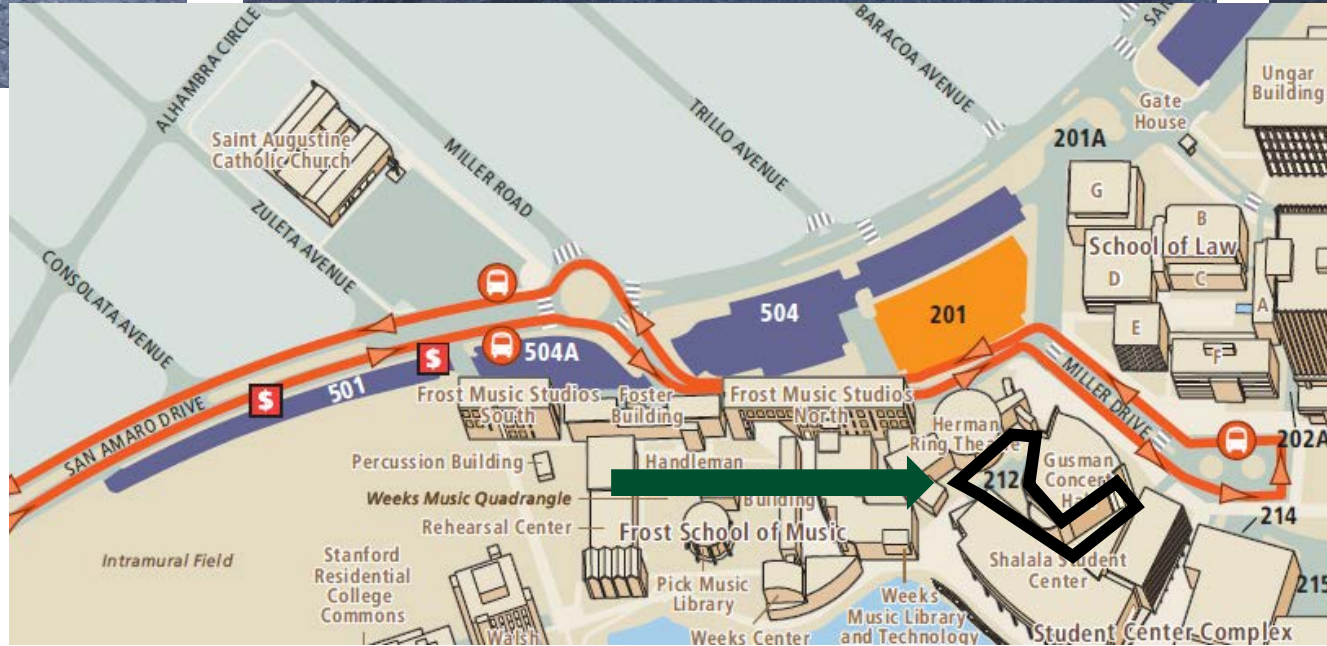 ALHAMBRA CIRCLE
BARACOA AVENUE
SAN
Ungar
Building
Gate
House
201A
TRILLO AVENUE
Saint Augustine
Catholic Church
MILLER ROAD
G
B
School of Law
D
C
A
E
F
ZULETA AVENUE
CONSOLATA AVENUE
504
201
$
504A
$
501
SAN AMARO DRIVE
MILLER DRIVE
Frost Music Studios
South
Foster
Building
Frost Music Studios
North
Herman
Ring Theatre
202A
Percussion Building
Handleman
Building
212
Gusman
Concert
Hall
Weeks Music Quadrangle
Rehearsal Center
Frost School of Music
214
Intramural Field
Stanford
Residential
College
Commons
Pick Music
Library
Shalala Student
Center
215
Walsh
Weeks Center
Weeks
Music Library
and Technology
Student Center Complex